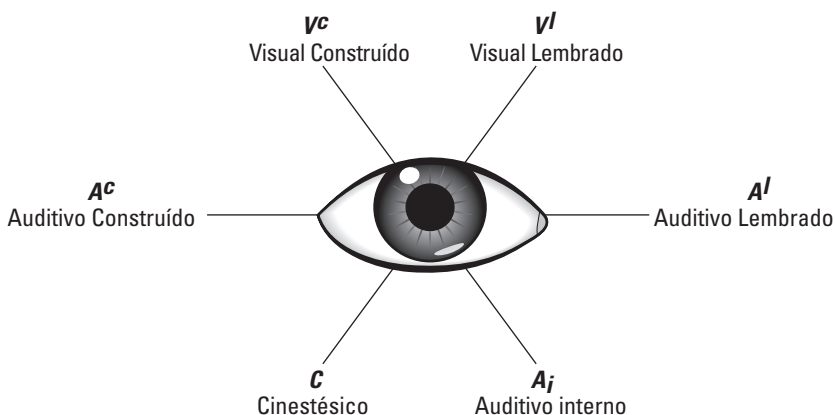 Vc
Visual Construído
Vl
Visual Lembrado
Ac
Auditivo Construído
Al
Auditivo Lembrado
C
Cinestésico
Ai
Auditivo interno